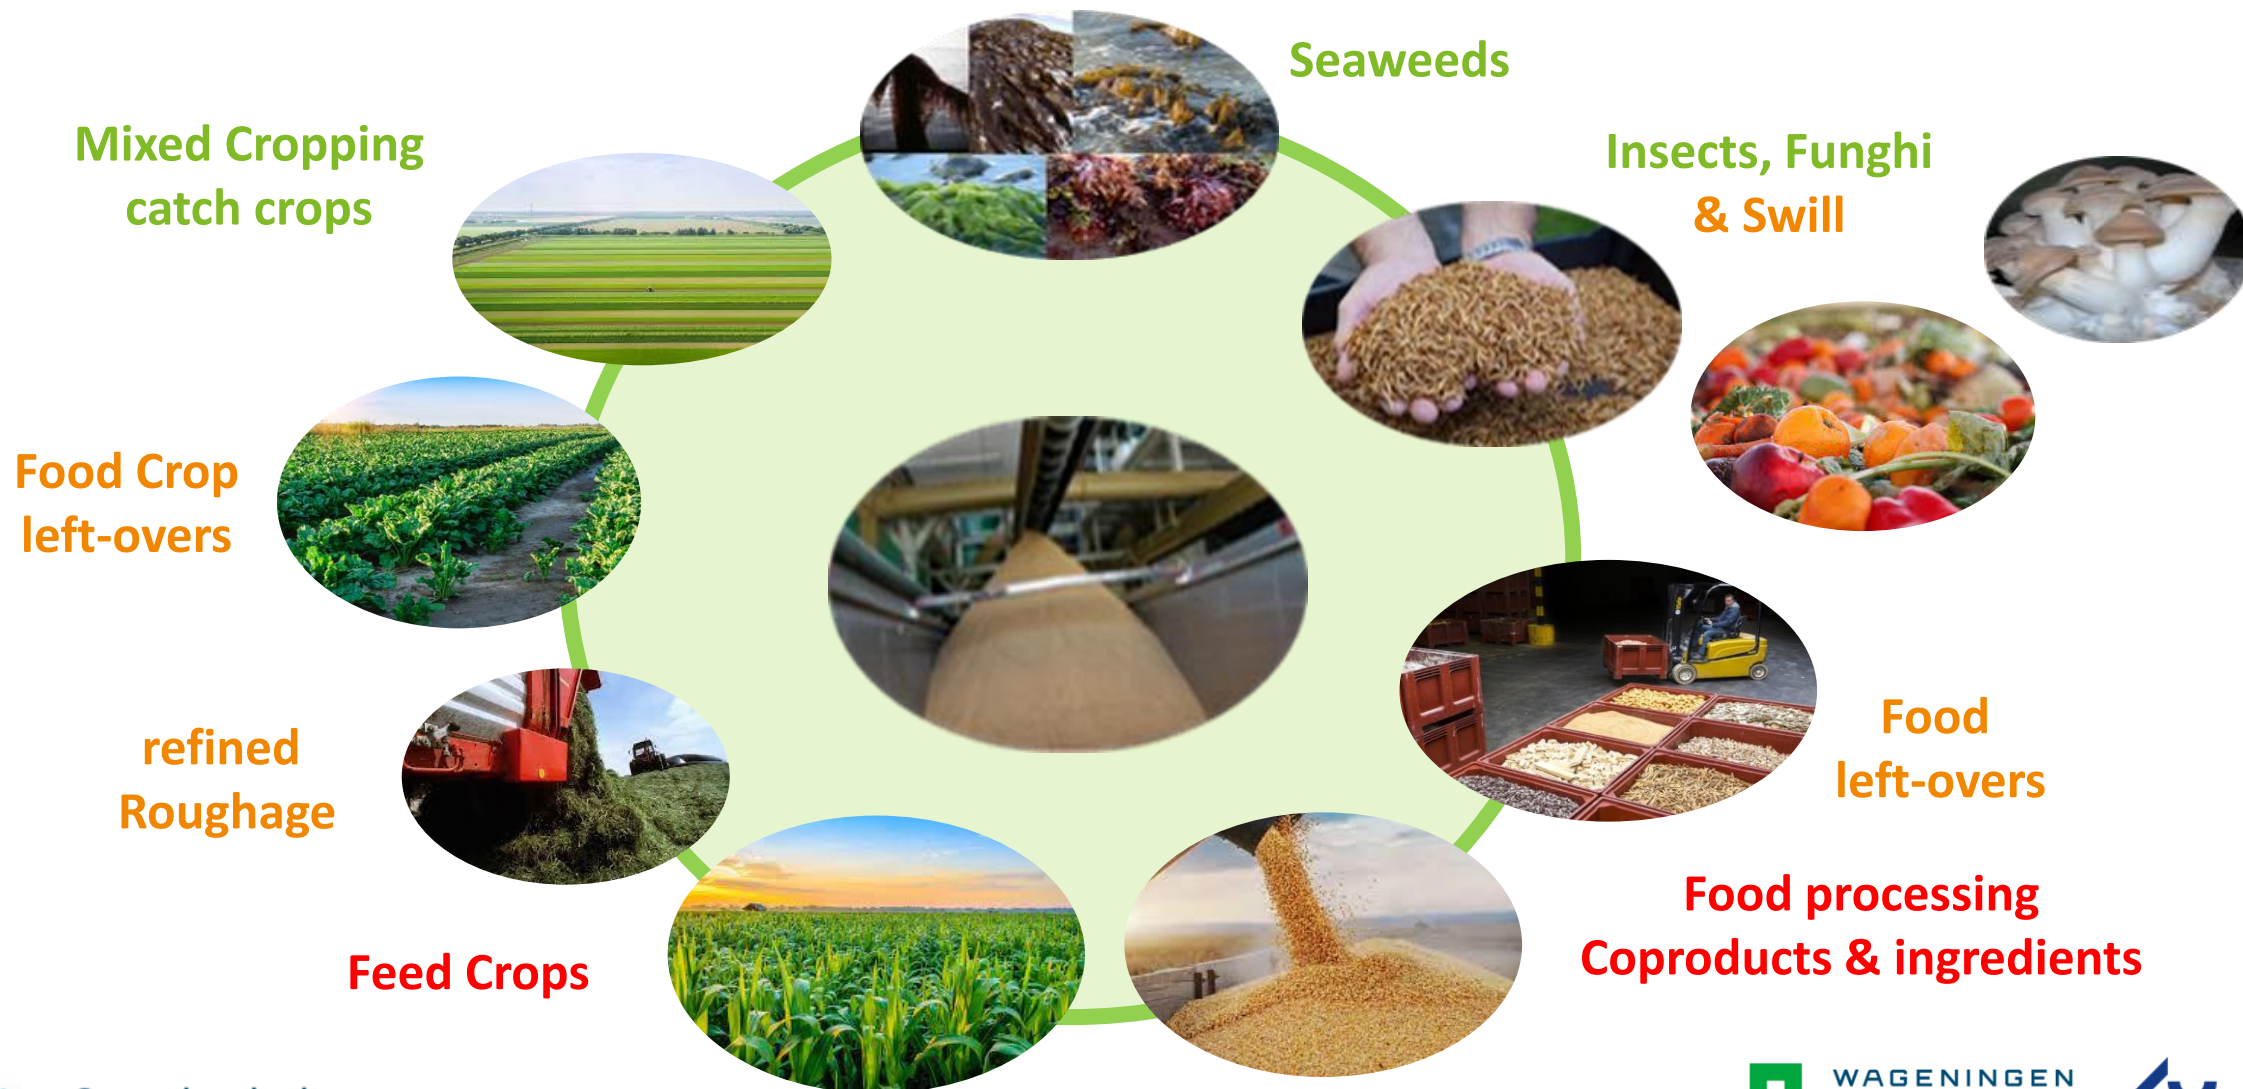 Seaweeds
Mixed Cropping
catch crops
Insects, Funghi
& Swill
Food Crop
left-overs
refined
Roughage
Food
left-overs
Food processing
Coproducts & ingredients
Feed Crops
WAGENINGEN